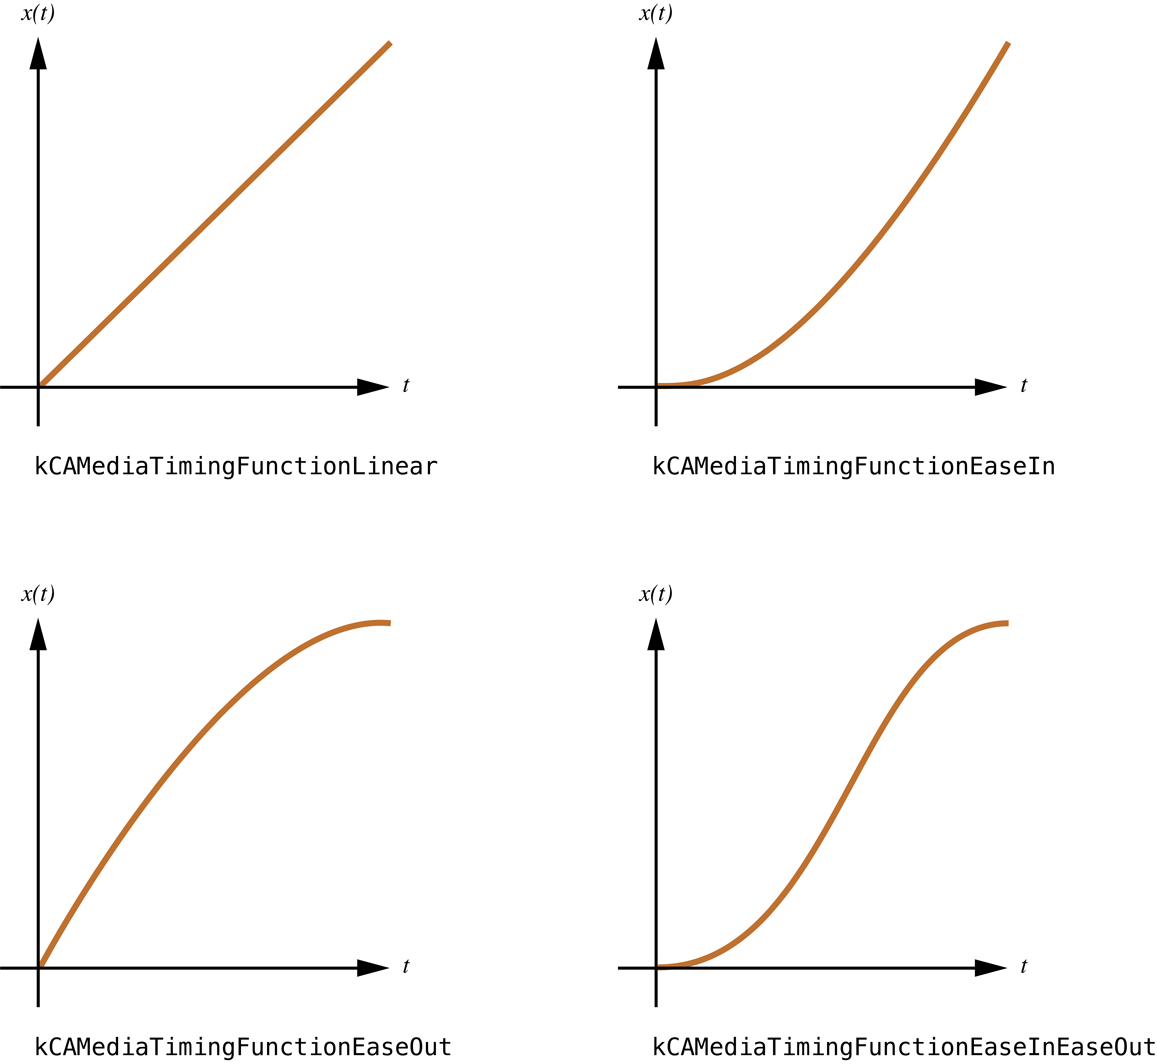 x(t)
t
kCAMediaTimingFunctionLinear
x(t)
t
kCAMediaTimingFunctionEaseIn
x(t)
t
kCAMediaTimingFunctionEaseOut
x(t)
t
kCAMediaTimingFunctionEaseInEaseOut